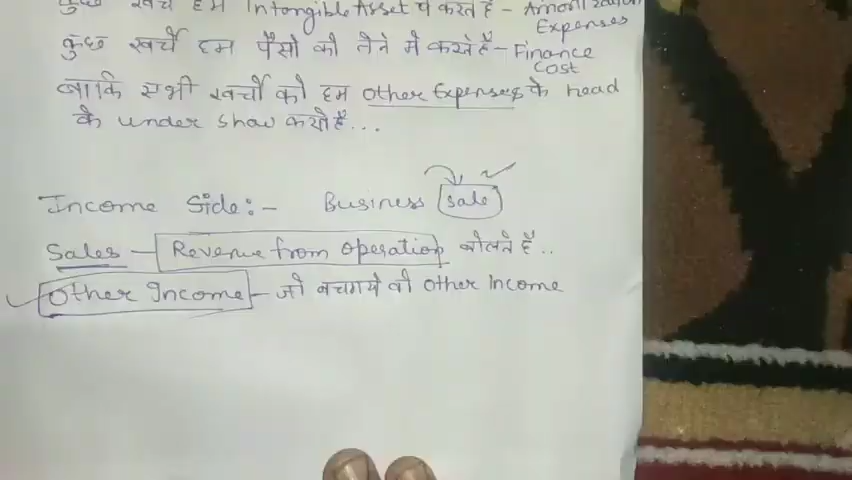 कुछ खर्चे हम Intangible Asset पे करते हैं - Amortization Expenses
कुछ खर्चे हम पैसो को लेने में करते हैं - Finance Cost
बाकि सभी खर्चों को हम other Expenses के head
के under show करते हैं...
Income Side:- Business sale
Sales - Revenue from operation बोलते हैं..
Other Income - जो बचगये वो other Income